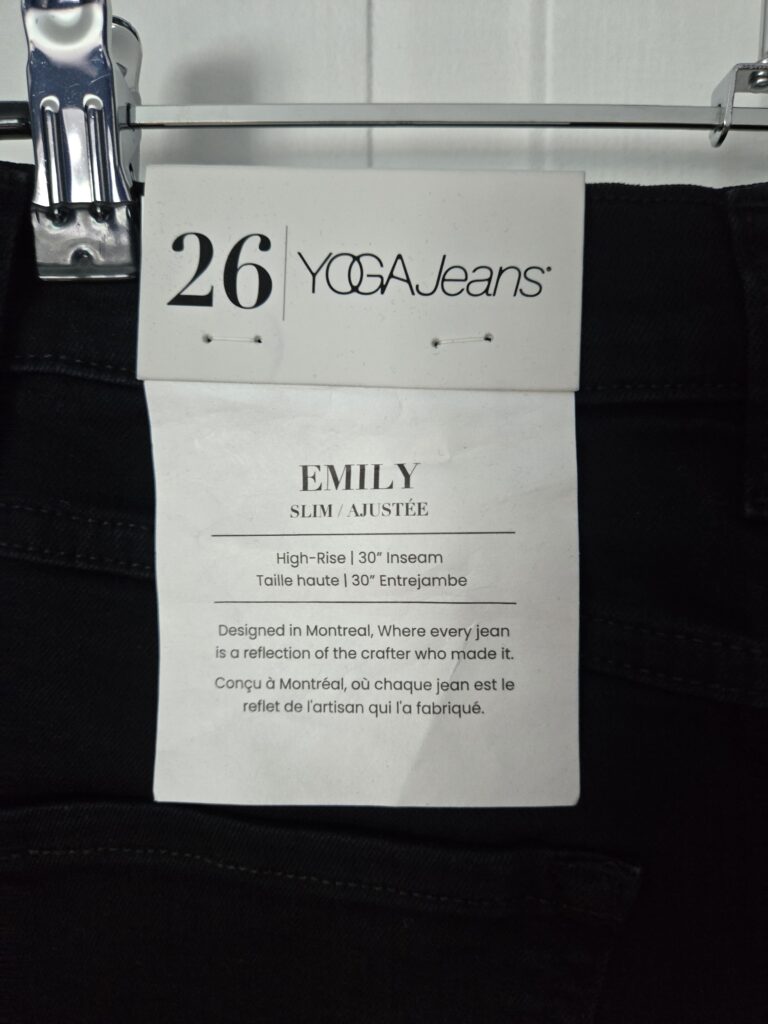 26 | YOGAJeans®
EMILY
SLIM / AJUSTÉE
High-Rise | 30" Inseam
Taille haute | 30" Entrejambe
Designed in Montreal, Where every jean
is a reflection of the crafter who made it.
Conçu à Montréal, où chaque jean est le
reflet de l'artisan qui l'a fabriqué.